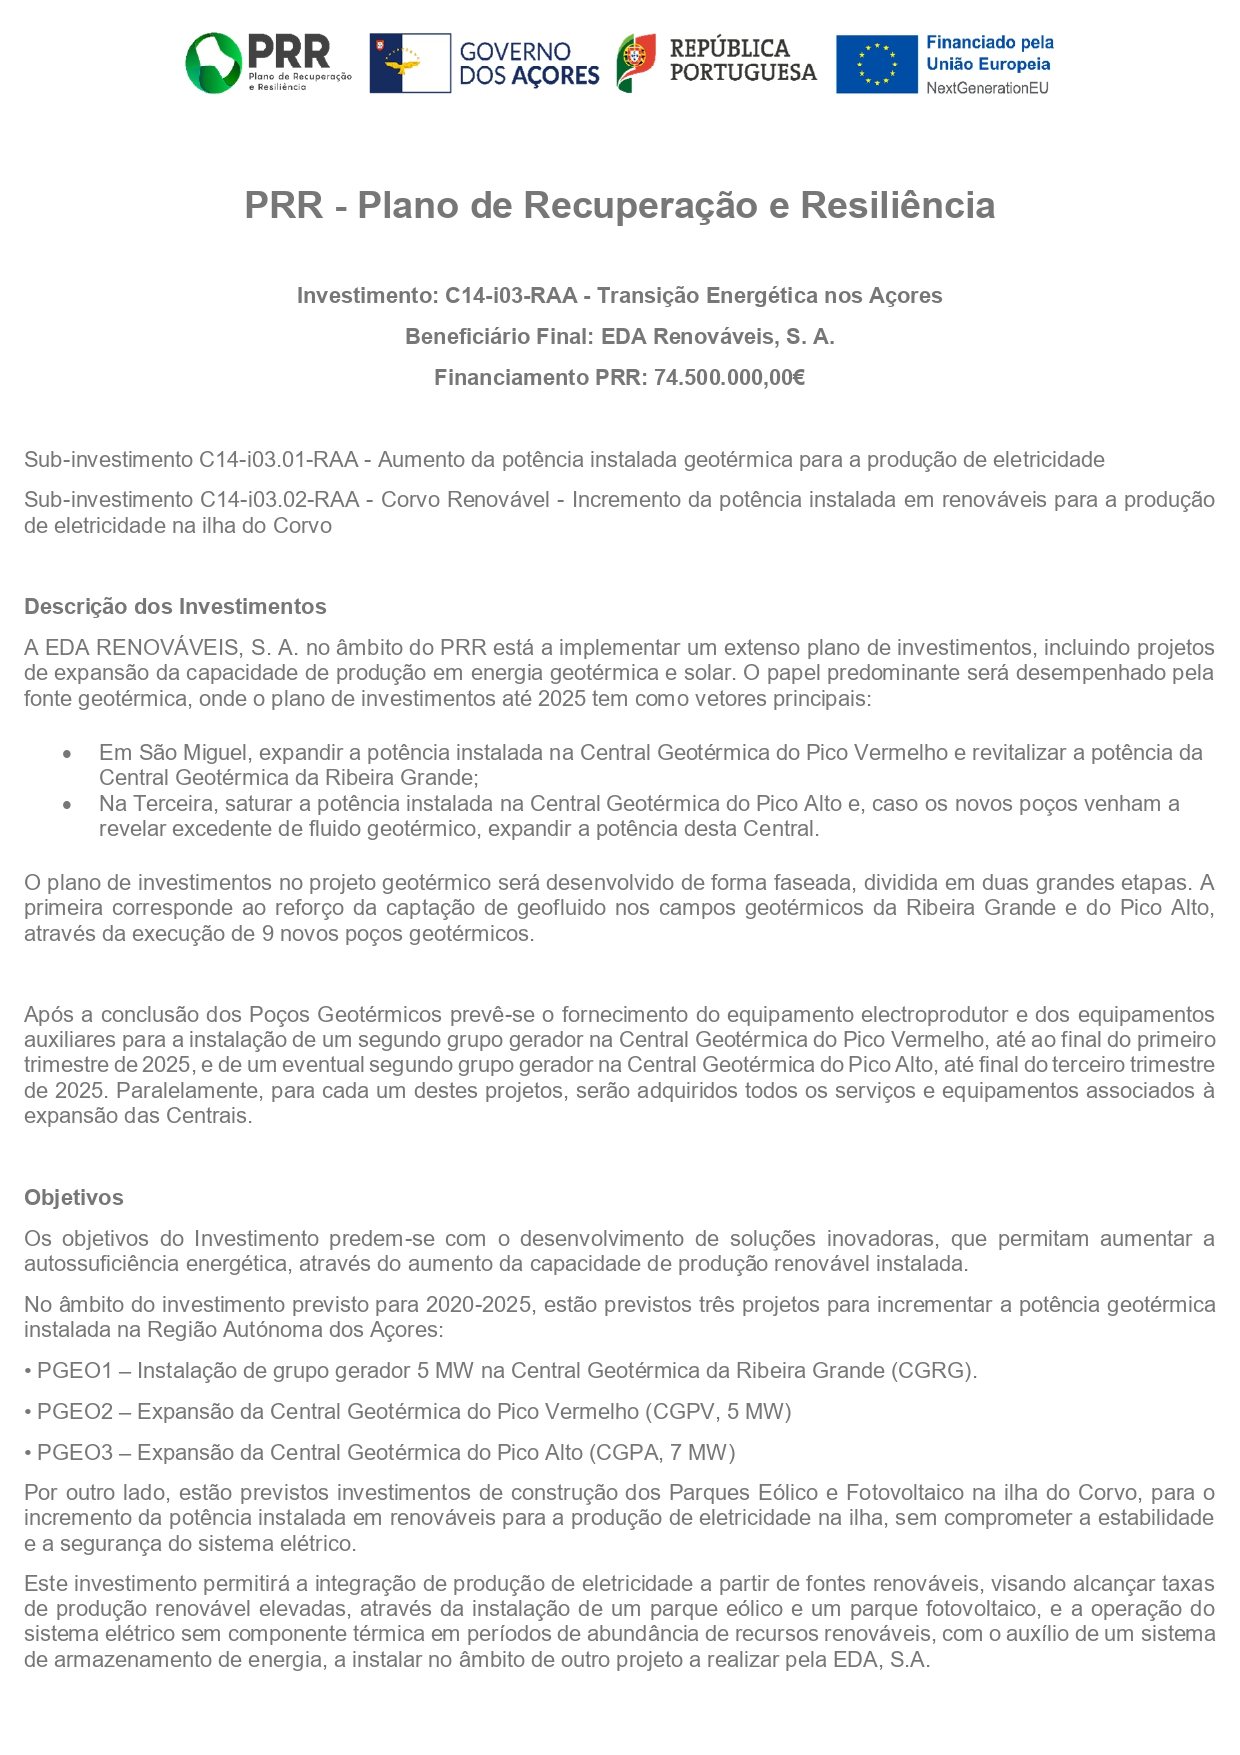 PRR
Plano de Recuperação
e Resiliência
GOVERNO
DOS AÇORES
REPÚBLICA
PORTUGUESA
Financiado pela
União Europeia
NextGenerationEU
PRR - Plano de Recuperação e Resiliência
Investimento: C14-i03-RAA - Transição Energética nos Açores
Beneficiário Final: EDA Renováveis, S. A.
Financiamento PRR: 74.500.000,00€
Sub-investimento C14-i03.01-RAA - Aumento da potência instalada geotérmica para a produção de eletricidade
Sub-investimento C14-i03.02-RAA - Corvo Renovável - Incremento da potência instalada em renováveis para a produção
de eletricidade na ilha do Corvo
Descrição dos Investimentos
A EDA RENOVÁVEIS, S. A. no âmbito do PRR está a implementar um extenso plano de investimentos, incluindo projetos
de expansão da capacidade de produção em energia geotérmica e solar. O papel predominante será desempenhado pela
fonte geotérmica, onde o plano de investimentos até 2025 tem como vetores principais:
• Em São Miguel, expandir a potência instalada na Central Geotérmica do Pico Vermelho e revitalizar a potência da
Central Geotérmica da Ribeira Grande;
• Na Terceira, saturar a potência instalada na Central Geotérmica do Pico Alto e, caso os novos poços venham a
revelar excedente de fluido geotérmico, expandir a potência desta Central.
O plano de investimentos no projeto geotérmico será desenvolvido de forma faseada, dividida em duas grandes etapas. A
primeira corresponde ao reforço da captação de geofluido nos campos geotérmicos da Ribeira Grande e do Pico Alto,
através da execução de 9 novos poços geotérmicos.
Após a conclusão dos Poços Geotérmicos prevê-se o fornecimento do equipamento electroprodutor e dos equipamentos
auxiliares para a instalação de um segundo grupo gerador na Central Geotérmica do Pico Vermelho, até ao final do primeiro
trimestre de 2025, e de um eventual segundo grupo gerador na Central Geotérmica do Pico Alto, até final do terceiro trimestre
de 2025. Paralelamente, para cada um destes projetos, serão adquiridos todos os serviços e equipamentos associados à
expansão das Centrais.
Objetivos
Os objetivos do Investimento predem-se com o desenvolvimento de soluções inovadoras, que permitam aumentar a
autossuficiência energética, através do aumento da capacidade de produção renovável instalada.
No âmbito do investimento previsto para 2020-2025, estão previstos três projetos para incrementar a potência geotérmica
instalada na Região Autónoma dos Açores:
• PGEO1 – Instalação de grupo gerador 5 MW na Central Geotérmica da Ribeira Grande (CGRG).
• PGEO2 – Expansão da Central Geotérmica do Pico Vermelho (CGPV, 5 MW)
• PGEO3 – Expansão da Central Geotérmica do Pico Alto (CGPA, 7 MW)
Por outro lado, estão previstos investimentos de construção dos Parques Eólico e Fotovoltaico na ilha do Corvo, para o
incremento da potência instalada em renováveis para a produção de eletricidade na ilha, sem comprometer a estabilidade
e a segurança do sistema elétrico.
Este investimento permitirá a integração de produção de eletricidade a partir de fontes renováveis, visando alcançar taxas
de produção renovável elevadas, através da instalação de um parque eólico e um parque fotovoltaico, e a operação do
sistema elétrico sem componente térmica em períodos de abundância de recursos renováveis, com o auxílio de um sistema
de armazenamento de energia, a instalar no âmbito de outro projeto a realizar pela EDA, S.A.